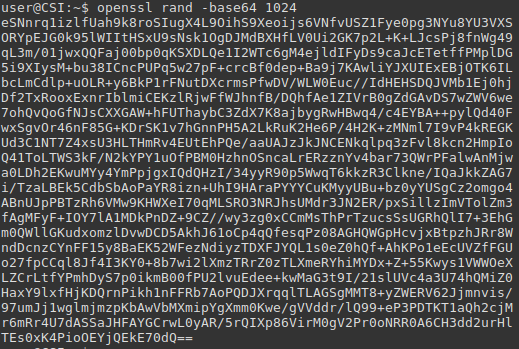 user@CSI:~$ openssl rand -base64 1024
eSNnrq1izlfUah9k8roSIugX4L9OihS9Xeoijs6VNfvUSZ1Fye0pg3NYu8YU3VXS
ORYpEJG0k95lWIItHSxU9sNsk1OgDJMdBXHfLV0Ui2GK7p2L+K+LJcsPj8fnWg49
qL3m/01jwxQQFaj00bp0qKSXDLQe1I2WTc6gM4ejldIFyDs9caJcETetffPMplDG
5i9XIysM+bu38ICncPUPq5w27pF+crcBf0dep+Ba9j7KAwliYJXUIExEBjOTK6IL
bcLmCdlp+uOLR+y6BkP1rFNutDXcrmsPfwDV/WLW0Euc//IdHEHSDQJVMb1Ej0hj
Df2TxRooxExnrIblmiCEKzlRjwFfWJhnfB/DQhfAe1ZIVrB0gZdGAvDS7wZWV6we
7ohQvQoGfNJsCXXGAW+hFUThaybC3ZdX7K8ajbygRwHBwq4/c4EYBA++pylQd40F
wxSgvOr46nF85G+KDrSK1v7hGnnPH5A2LkRuK2He6P/4H2K+zMNml7I9vP4kREGK
Ud3C1NT7Z4xsU3HLTHmRv4EUtEhPQe/aaUAJzJkJNCENkqlpq3zFvl8kcn2HmpIo
Q41ToLTWS3kF/N2kYPY1uOfPBM0HzhnOSncaLrERzznYv4bar73QWrPFalwAnMjw
a0LDh2EKwuMYy4YmPpjgxIQdQHzI/34yyR90p5WwqT6kkzR3Clkne/IQaJkkZAG7
i/TzaLBEk5CdbSbAoPaYR8izn+UhI9HAraPYYYCuKMyyUBu+bz0yYUSgCz2omgo4
ABnUJpPBTzRh6VMw9KHWXeI70qMLSRO3NRJhsUMdr3JN2ER/pxSillzImVTolZm3
fAgMFyF+IOY7lA1MDkPnDZ+9CZ//wy3zg0xCCmMsThPrTzucsSsUGRhQlI7+3EhG
m0QWllGKudxomzlDvwDCD5AkhJ61oCp4qQfesqPz08AGHQWGpHcvjxBtpzhJRr8W
ndDcnzCYnFF15y8BaEK52WFezNdiyzTDXFJYQL1s0eZ0hQf+AhKPo1eEcUVZfFGU
o27fpCCql8Jf4I3KY0+8b7wi2lXmzTRrZ0zTLXmeRYhiMYDx+Z+55Kwys1VWWOeX
LZCrLtfYPmhDyS7p0ikmB00fPU2lvuEdee+kwMaG3t9I/21slUVc4a3U74hQMiZ0
HaxY9lxfHjKDQrnPikh1nFFRb7AoPQDJXrqqlTLAGSgMMT8+yZWERV62Jjmnvis/
97umJj1wglmjmzpKbAwVbMXmipYgXmm0Kwe/gVVddr/lQ99+eP3PDTKT1aQh2cjM
r6mRr4U7dASSaJHFAYGCrwL0yAR/5rQIXp86VirM0gV2Pr0oNRR0A6CH3dd2urHl
TEs0xK4PioOEYjQEkE70dQ==